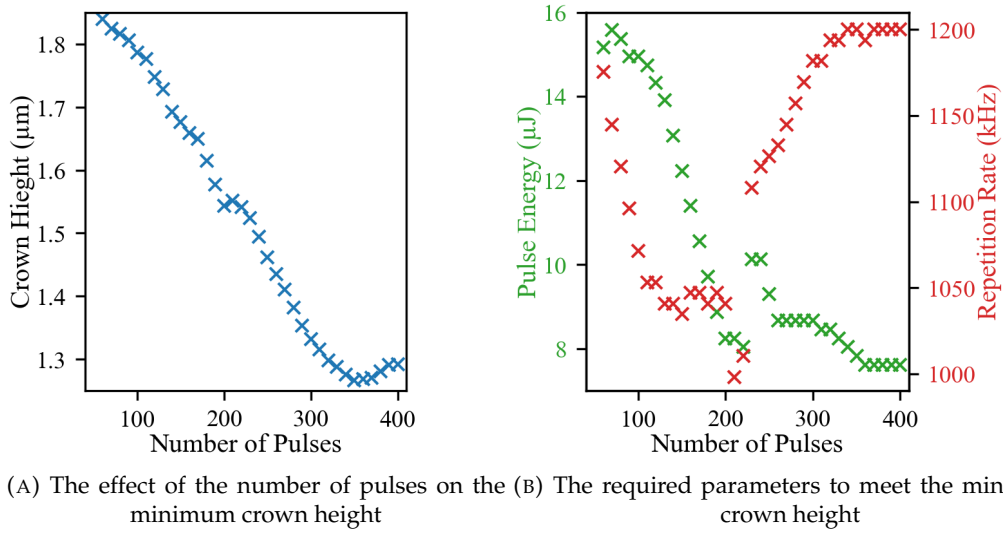 Crown Hieght (μm)
1.8
1.7
1.6
1.5
1.4
1.3
100
200
300
400
Number of Pulses
Pulse Energy (μJ)
16
14
12
10
8
100
200
300
400
Number of Pulses
1200
1150
1100
1050
1000
Repetition Rate (kHz)
(A) The effect of the number of pulses on the
minimum crown height
(B) The required parameters to meet the min
crown height